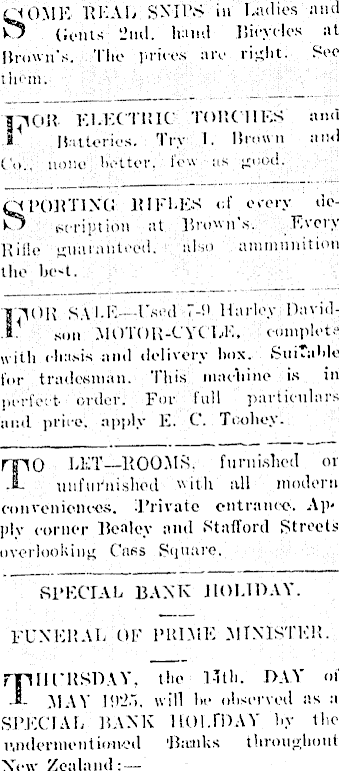 SOME REAL SNIPS in Ladies and
Gents 2nd. hand Bicycles at
Brown's. The prices are right. See
them.
FOR ELECTRIC TORCHES and
Batteries. Try I. Brown and
Co., none better, few as good.
SPORTING RIFLES of every de-
scription at Brown's. Every
Rifle guaranteed, also ammunition
the best.
FOR SALE—Used 7-9 Harley David-
son MOTOR-CYCLE, complete
with chasis and delivery box. Suitable
for tradesman. This machine is in
perfect order. For full particulars
and price, apply E. C. Toohey.
TO LET—ROOMS, furnished or
unfurnished with all modern
conveniences. Private entrance. Ap-
ply corner Bealey and Stafford Streets
overlooking Cass Square.
SPECIAL BANK HOLIDAY.
FUNERAL OF PRIME MINISTER.
THURSDAY, the DAY of
MAY 1925, will be observed as a
SPECIAL BANK HOLIDAY by the
undermentioned Banks throughout
New Zealand:—